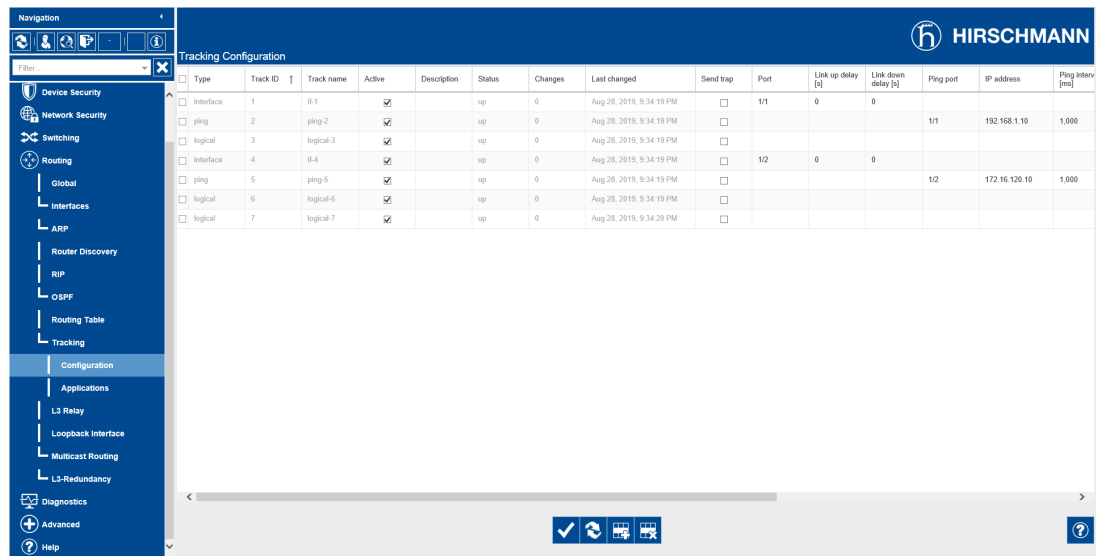 Navigation
HIRSCHMANN
Tracking Configuration
Filter...
Device Security
Network Security
Switching
Routing
Global
Interfaces
ARP
Router Discovery
RIP
OSPF
Routing Table
Tracking
Configuration
Applications
L3 Relay
Loopback Interface
Multicast Routing
L3-Redundancy
Diagnostics
Advanced
Help
Type Track ID ↑ Track name Active Description Status Changes Last changed Send trap Port Link up delay [s] Link down delay [s] Ping port IP address Ping interv [ms]
interface 1 if-1 up 0 Aug 28, 2019, 9:34:19 PM 1/1 0 0
ping 2 ping-2 up 0 Aug 28, 2019, 9:34:19 PM 1/1 192.168.1.10 1,000
logical 3 logical-3 up 0 Aug 28, 2019, 9:34:19 PM
interface 4 if-4 up 0 Aug 28, 2019, 9:34:19 PM 1/2 0 0
ping 5 ping-5 up 0 Aug 28, 2019, 9:34:19 PM 1/2 172.16.120.10 1,000
logical 6 logical-6 up 0 Aug 28, 2019, 9:34:19 PM
logical 7 logical-7 up 0 Aug 28, 2019, 9:34:20 PM